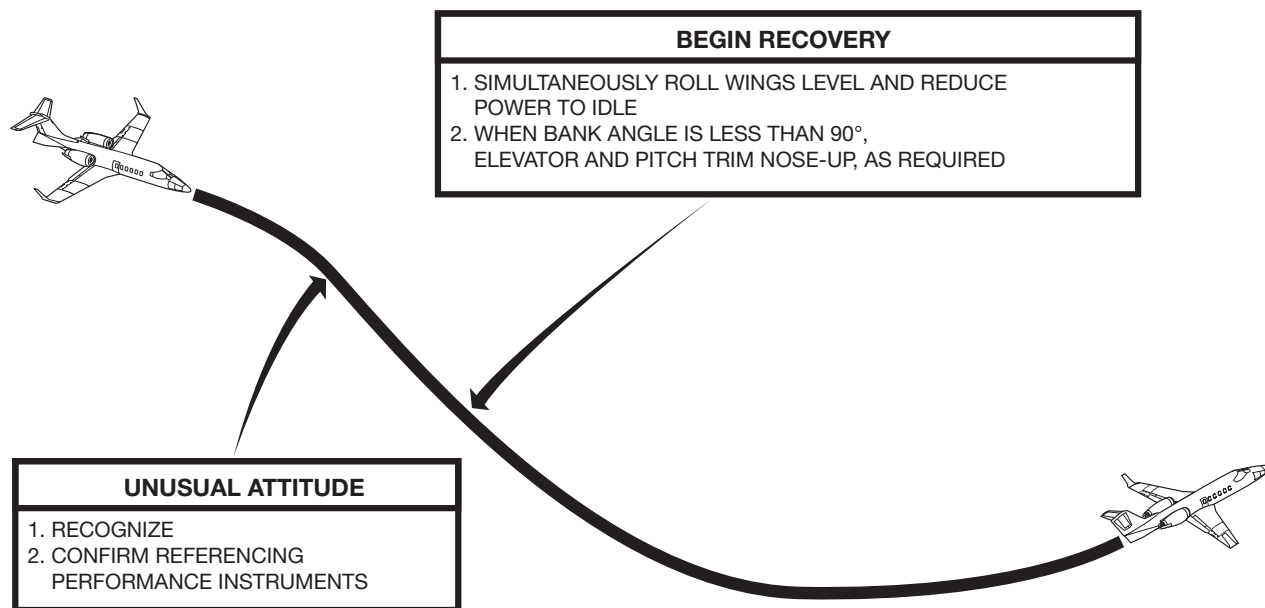 BEGIN RECOVERY
1. SIMULTANEOUSLY ROLL WINGS LEVEL AND REDUCE
POWER TO IDLE
2. WHEN BANK ANGLE IS LESS THAN 90°,
ELEVATOR AND PITCH TRIM NOSE-UP, AS REQUIRED
UNUSUAL ATTITUDE
1. RECOGNIZE
2. CONFIRM REFERENCING
PERFORMANCE INSTRUMENTS